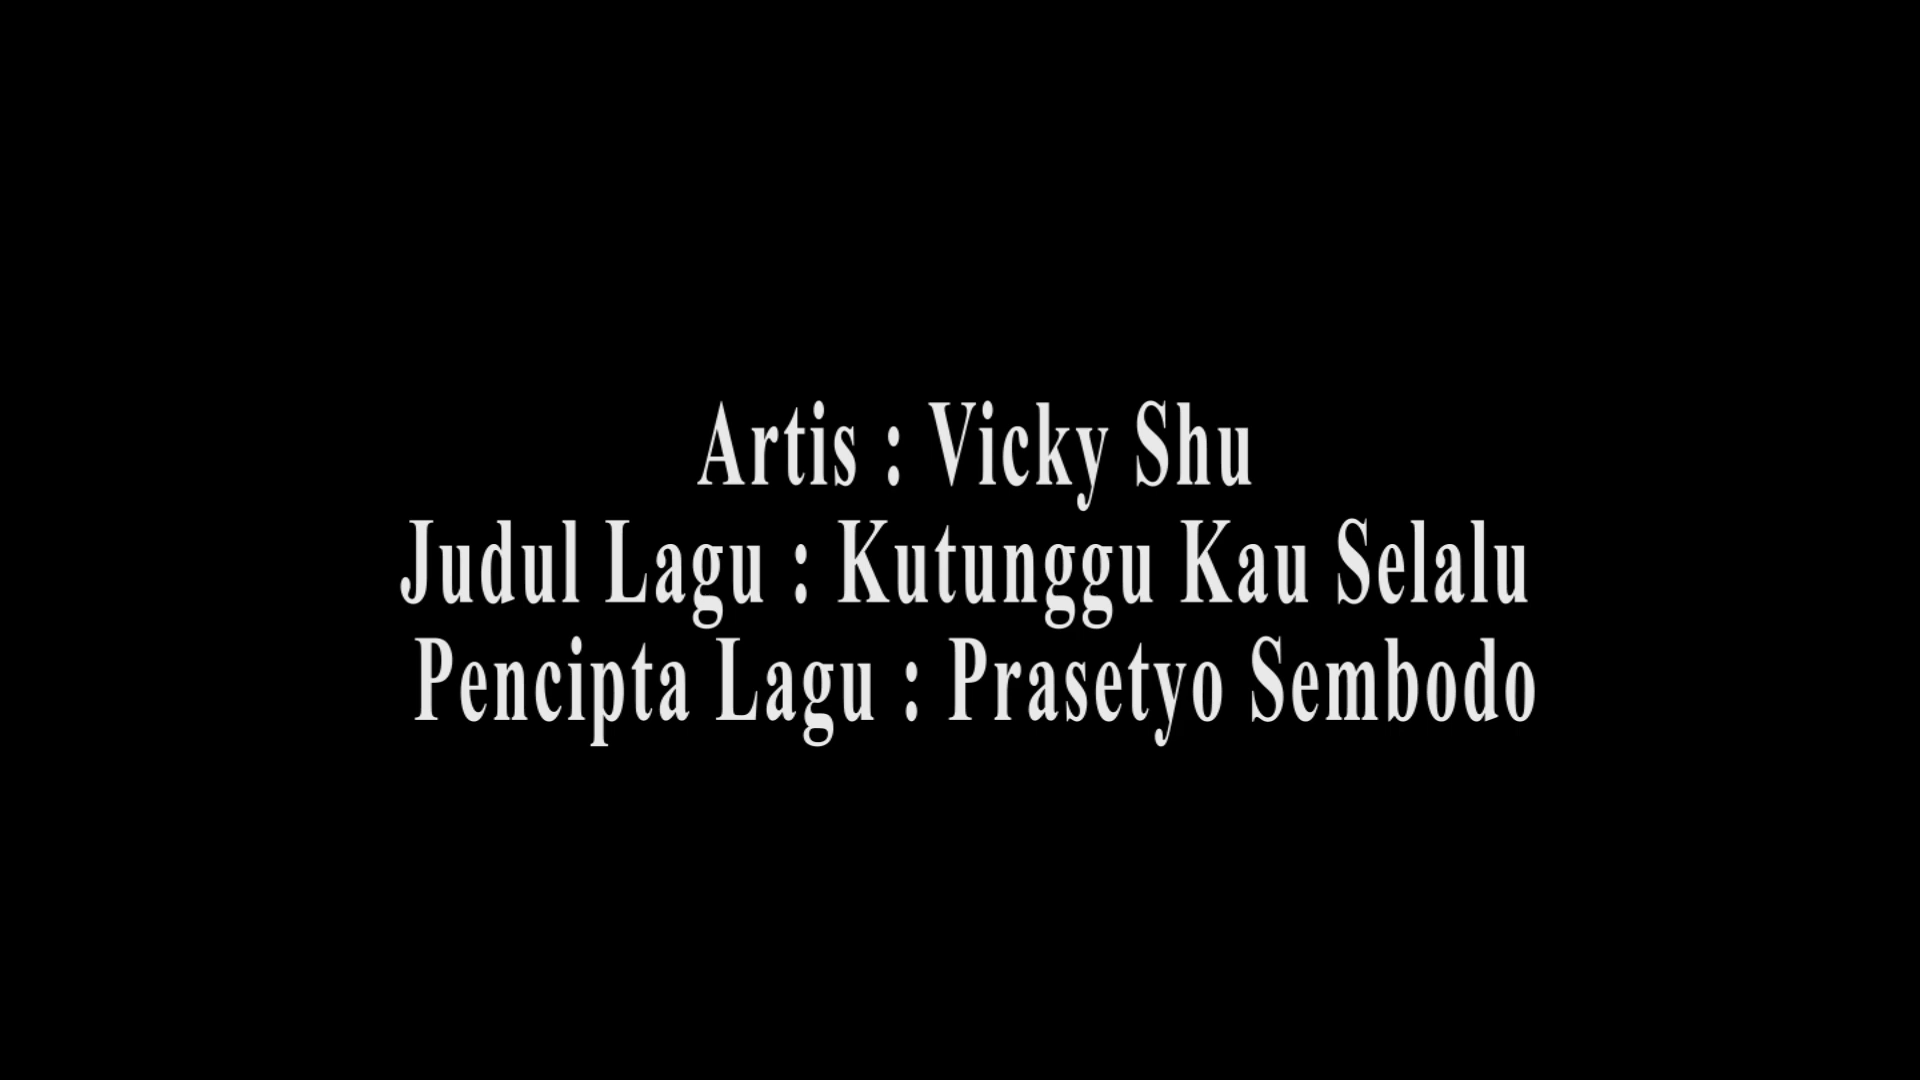 Artis : Vicky Shu
Judul Lagu : Kutunggu Kau Selalu
Pencipta Lagu : Prasetyo Sembodo